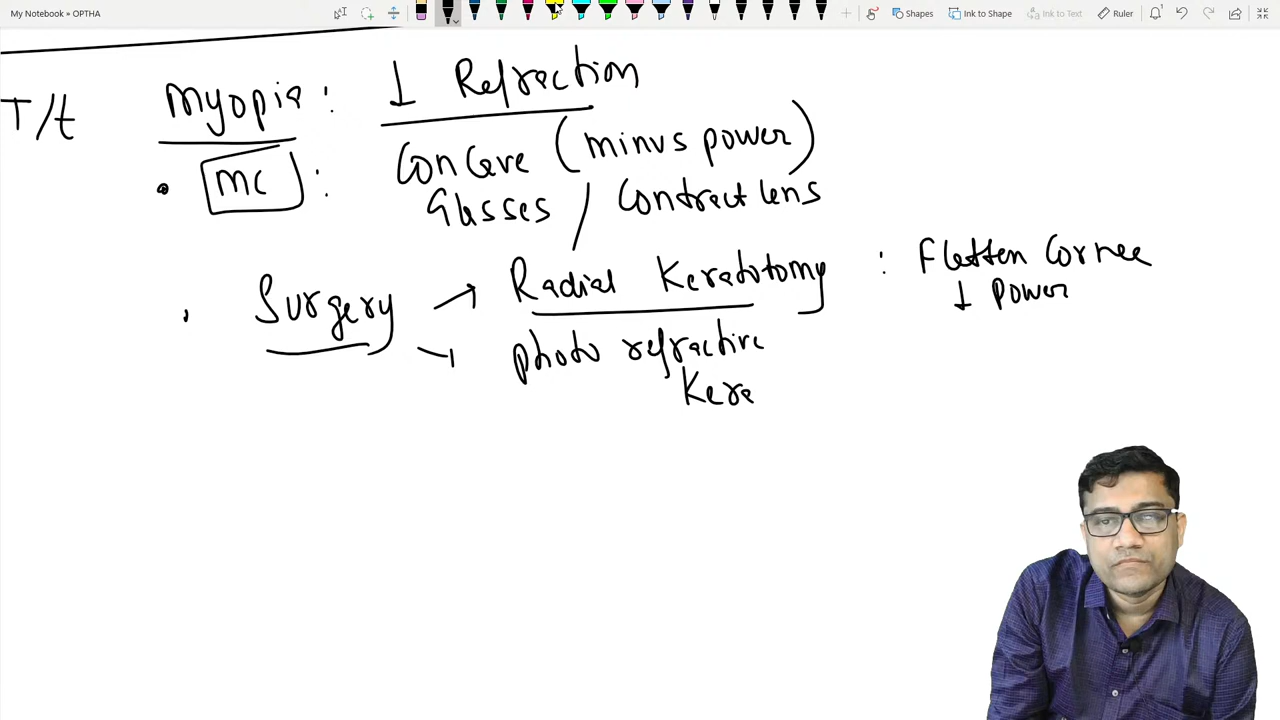 My Notebook » OPTHA
Shapes
Ink to Shape
Ink to Text
Ruler
T/t myopia : ↓ Refraction
• mc : Concave (minus power)
Glasses / Contract lens
• Surgery → Radial Keratotomy : Flatten Cornea
↓ power
→ photo refractive
Kera